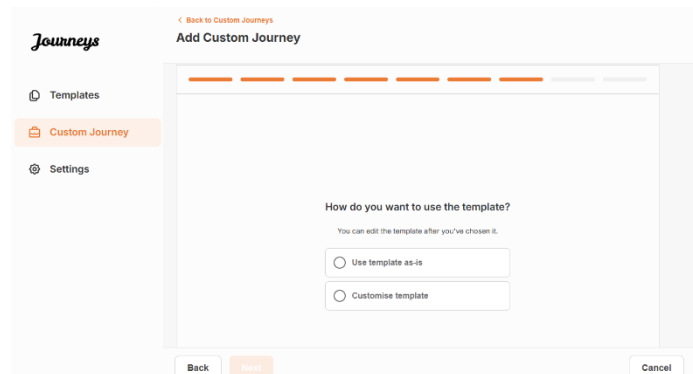 Journeys
Templates
Custom Journey
Settings
< Back to Custom Journeys
Add Custom Journey
How do you want to use the template?
You can edit the template after you've chosen it.
Use template as-is
Customise template
Back
Next
Cancel